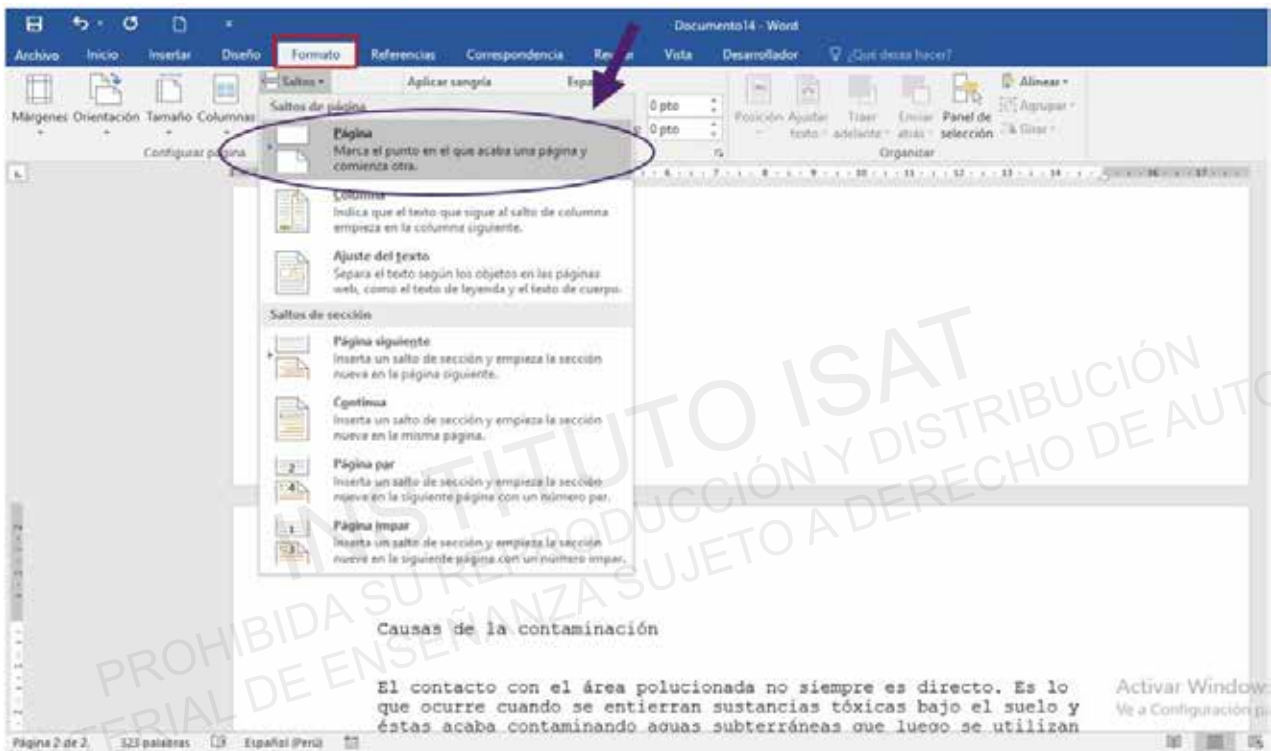 Documento14 - Word
Archivo Inicio Insertar Diseño Formato Referencias Correspondencia Vista Desarrollador ¿Qué desea hacer?
Saltos Aplicar sangría
Márgenes Orientación Tamaño Columnas
0 pto
0 pto
Posición Ajustar texto Traer adelante Enviar atrás Panel de selección
Alinear
Agrupar
Girar
Configurar página
Organizar
Saltos de página
Página
Marca el punto en el que acaba una página y
comienza otra.
Columna
Indica que el texto que sigue al salto de columna
empieza en la columna siguiente.
Ajuste del texto
Separa el texto según los objetos en las páginas
web, como el texto de leyenda y el texto de cuerpo.
Saltos de sección
Página siguiente
Inserta un salto de sección y empieza la sección
nueva en la página siguiente.
Continua
Inserta un salto de sección y empieza la sección
nueva en la misma página.
Página par
Inserta un salto de sección y empieza la sección
nueva en la siguiente página con un número par.
Página impar
Inserta un salto de sección y empieza la sección
nueva en la siguiente página con un número impar.
INSTITUTO ISAT
PROHIBIDA SU REPRODUCCIÓN Y DISTRIBUCIÓN
DE ENSEÑANZA SUJETO A DERECHO DE
Causas de la contaminación
El contacto con el área polucionada no siempre es directo. Es lo
que ocurre cuando se entierran sustancias tóxicas bajo el suelo y
éstas acaba contaminando aguas subterráneas que luego se utilizan
Activar
Ve a Configuración
Página 2 de 2. 323 palabras Español (Perú)